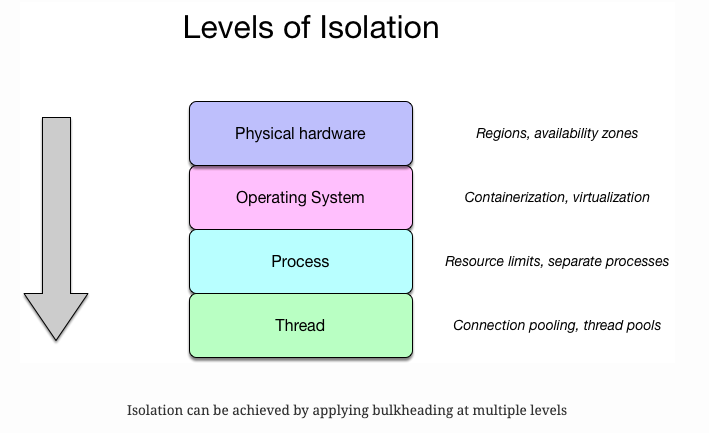 Levels of Isolation
Physical hardware
Regions, availability zones
Operating System
Containerization, virtualization
Process
Resource limits, separate processes
Thread
Connection pooling, thread pools
Isolation can be achieved by applying bulkheading at multiple levels